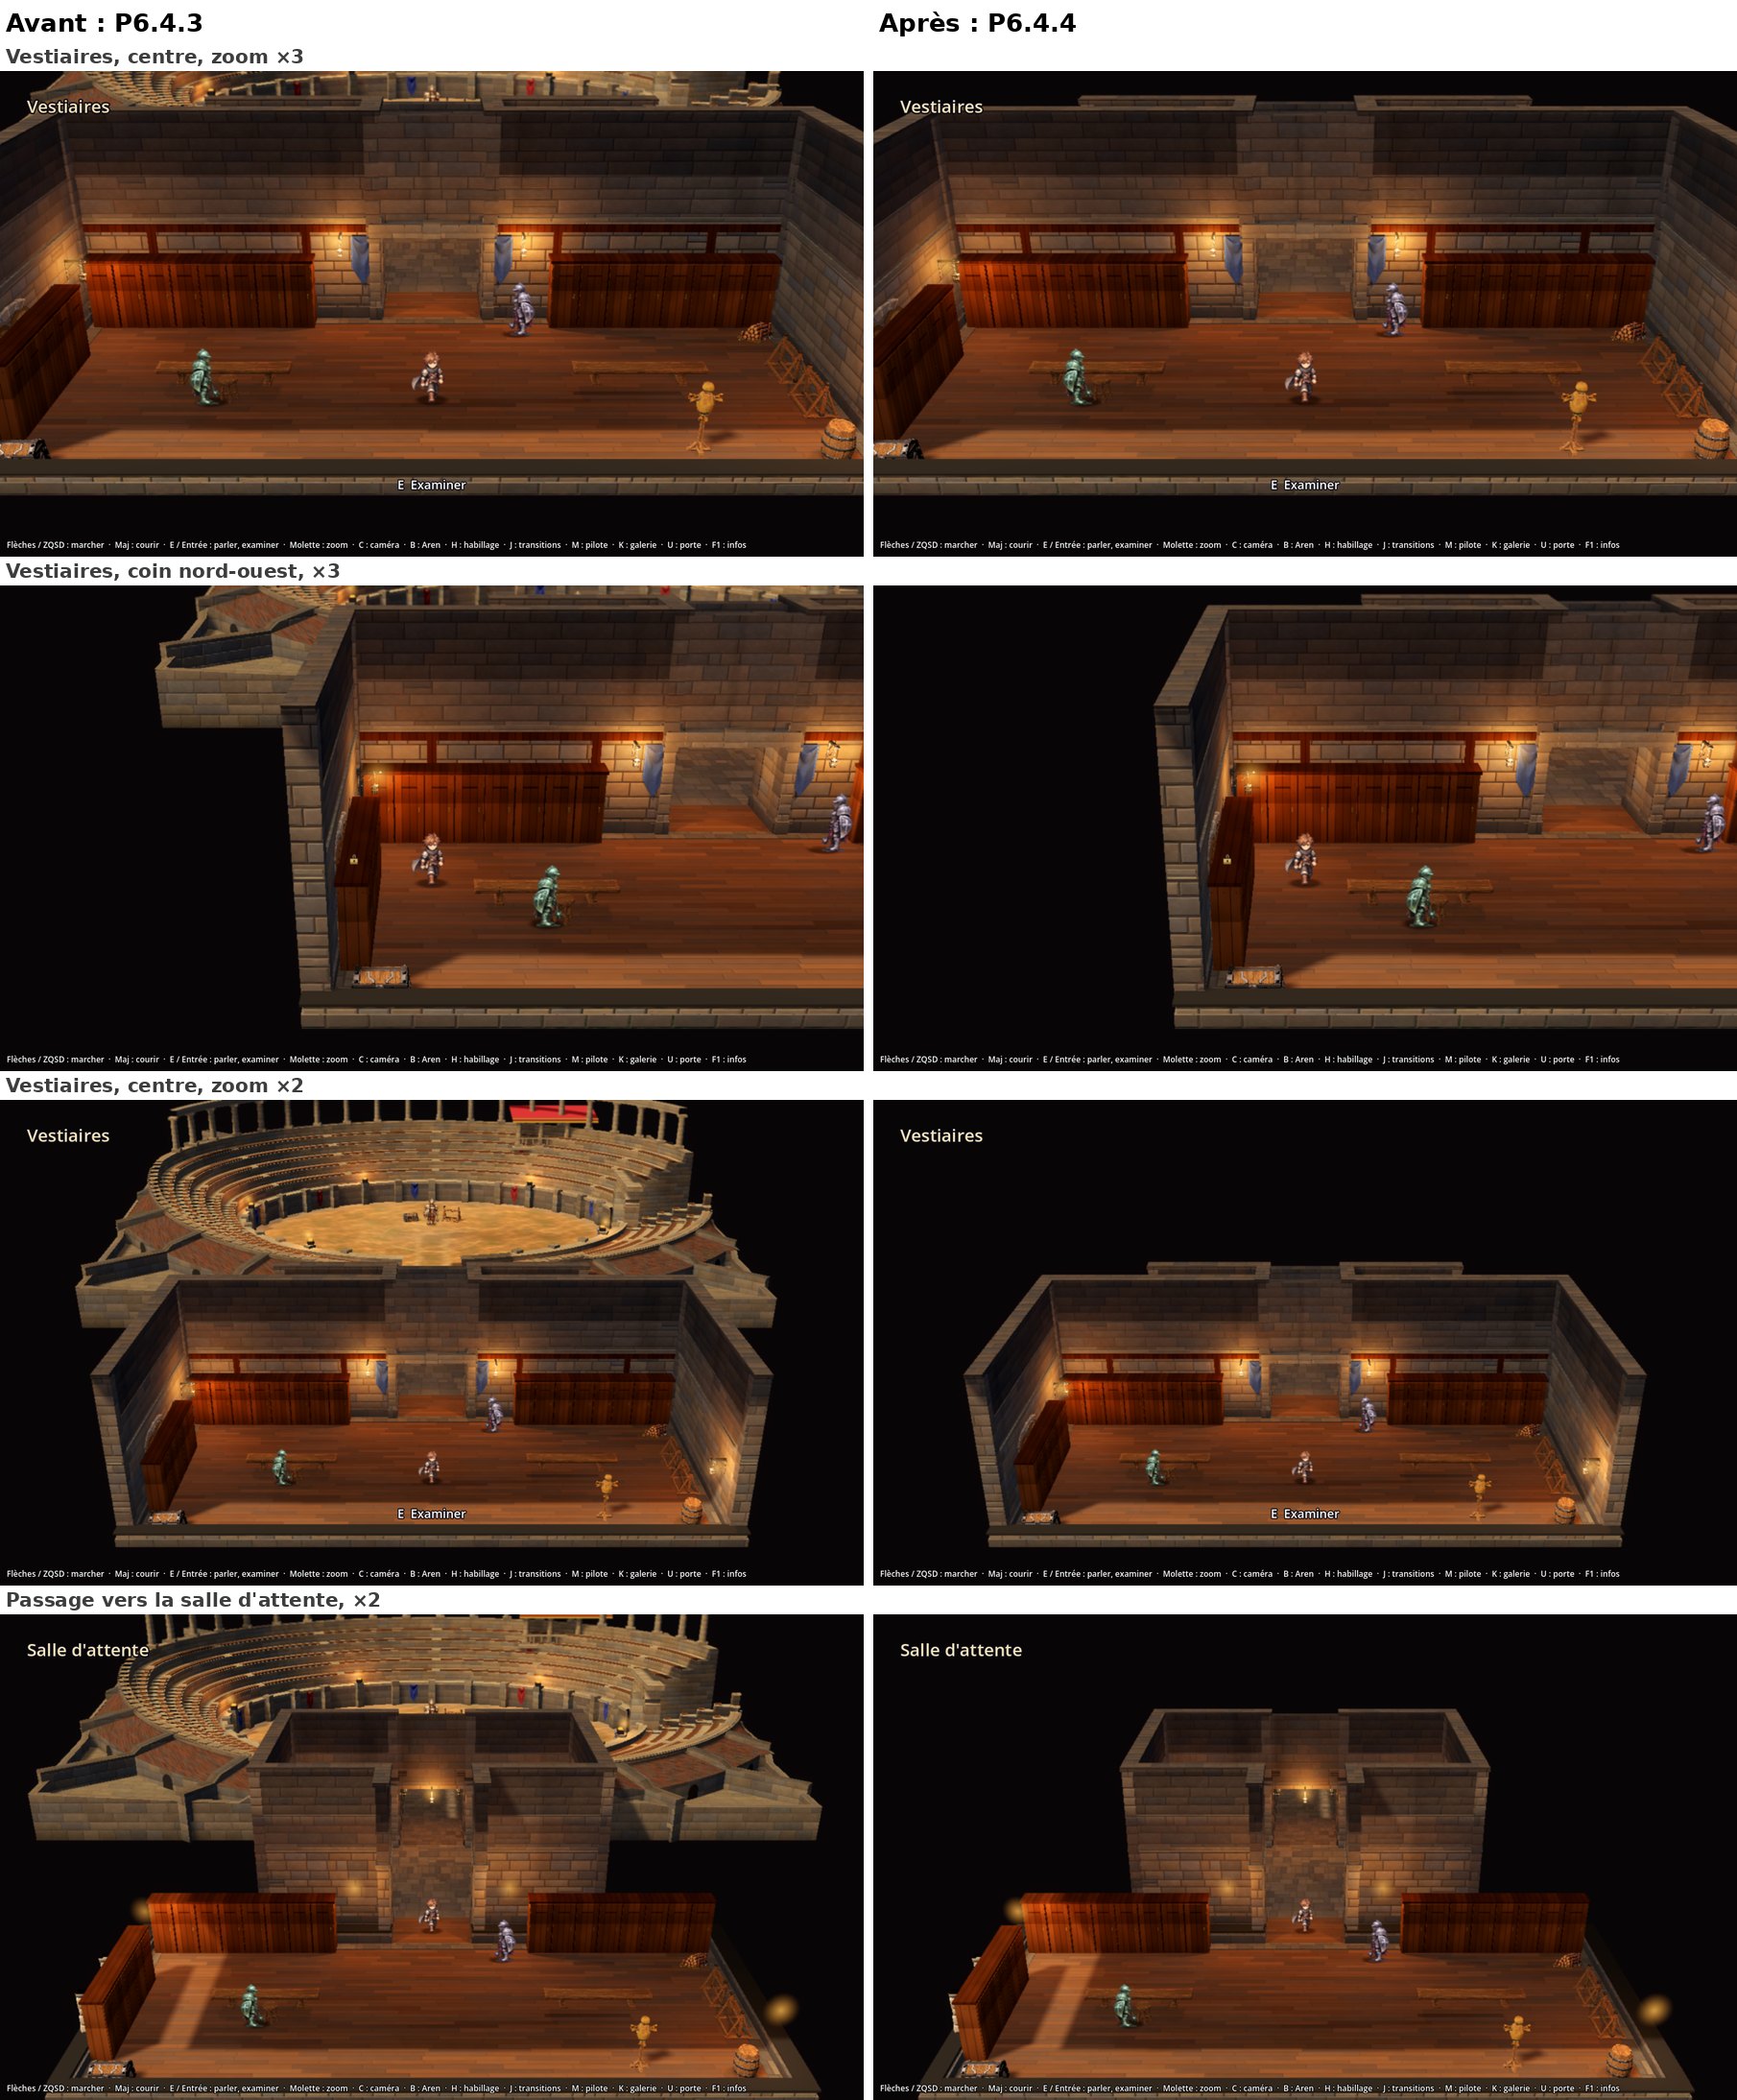 Avant : P6.4.3
Après : P6.4.4
Vestiaires, centre, zoom ×3
Vestiaires
Vestiaires
E Examiner
E Examiner
Flèches / ZQSD : marcher · Maj : courir · E / Entrée : parler, examiner · Molette : zoom · C : caméra · B : Aren · H : habillage · J : transitions · M : pilote · K : galerie · U : porte · F1 : infos
Flèches / ZQSD : marcher · Maj : courir · E / Entrée : parler, examiner · Molette : zoom · C : caméra · B : Aren · H : habillage · J : transitions · M : pilote · K : galerie · U : porte · F1 : infos
Vestiaires, coin nord-ouest, ×3
Flèches / ZQSD : marcher · Maj : courir · E / Entrée : parler, examiner · Molette : zoom · C : caméra · B : Aren · H : habillage · J : transitions · M : pilote · K : galerie · U : porte · F1 : infos
Flèches / ZQSD : marcher · Maj : courir · E / Entrée : parler, examiner · Molette : zoom · C : caméra · B : Aren · H : habillage · J : transitions · M : pilote · K : galerie · U : porte · F1 : infos
Vestiaires, centre, zoom ×2
Vestiaires
Vestiaires
E Examiner
E Examiner
Flèches / ZQSD : marcher · Maj : courir · E / Entrée : parler, examiner · Molette : zoom · C : caméra · B : Aren · H : habillage · J : transitions · M : pilote · K : galerie · U : porte · F1 : infos
Flèches / ZQSD : marcher · Maj : courir · E / Entrée : parler, examiner · Molette : zoom · C : caméra · B : Aren · H : habillage · J : transitions · M : pilote · K : galerie · U : porte · F1 : infos
Passage vers la salle d'attente, ×2
Salle d'attente
Salle d'attente
Flèches / ZQSD : marcher · Maj : courir · E / Entrée : parler, examiner · Molette : zoom · C : caméra · B : Aren · H : habillage · J : transitions · M : pilote · K : galerie · U : porte · F1 : infos
Flèches / ZQSD : marcher · Maj : courir · E / Entrée : parler, examiner · Molette : zoom · C : caméra · B : Aren · H : habillage · J : transitions · M : pilote · K : galerie · U : porte · F1 : infos